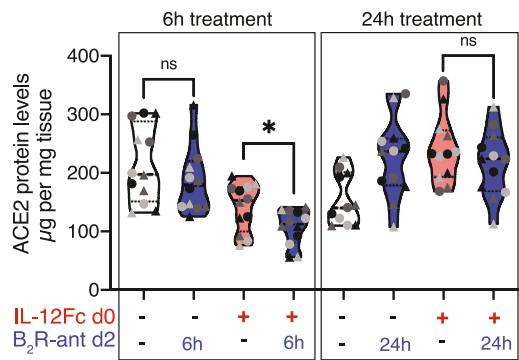 6h treatment 24h treatment
ns ns
*
400
300
200
100
0
ACE2 protein levels
µg per mg tissue
IL-12Fc d0 - - + + - - + +
B₂R-ant d2 - 6h - 6h - 24h - 24h